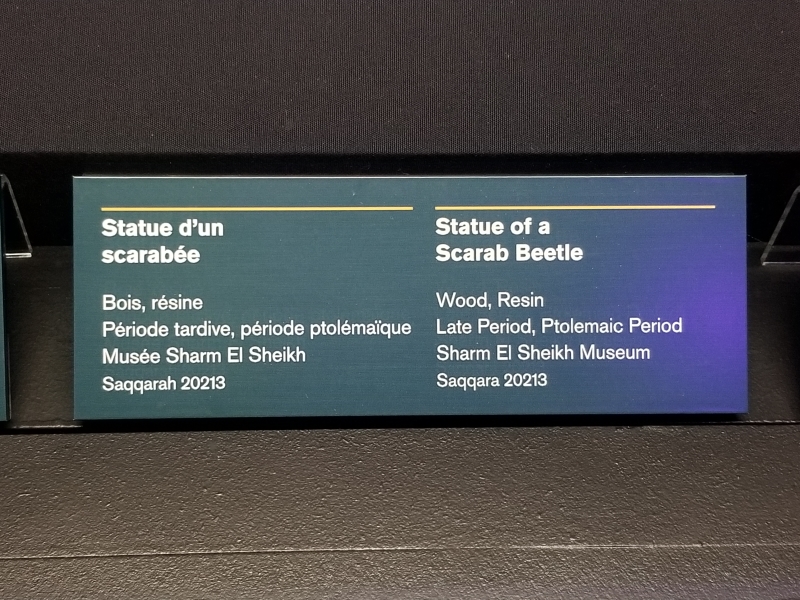 Statue d'un
scarabée
Bois, résine
Période tardive, période ptolémaïque
Musée Sharm El Sheikh
Saqqarah 20213
Statue of a
Scarab Beetle
Wood, Resin
Late Period, Ptolemaic Period
Sharm El Sheikh Museum
Saqqara 20213